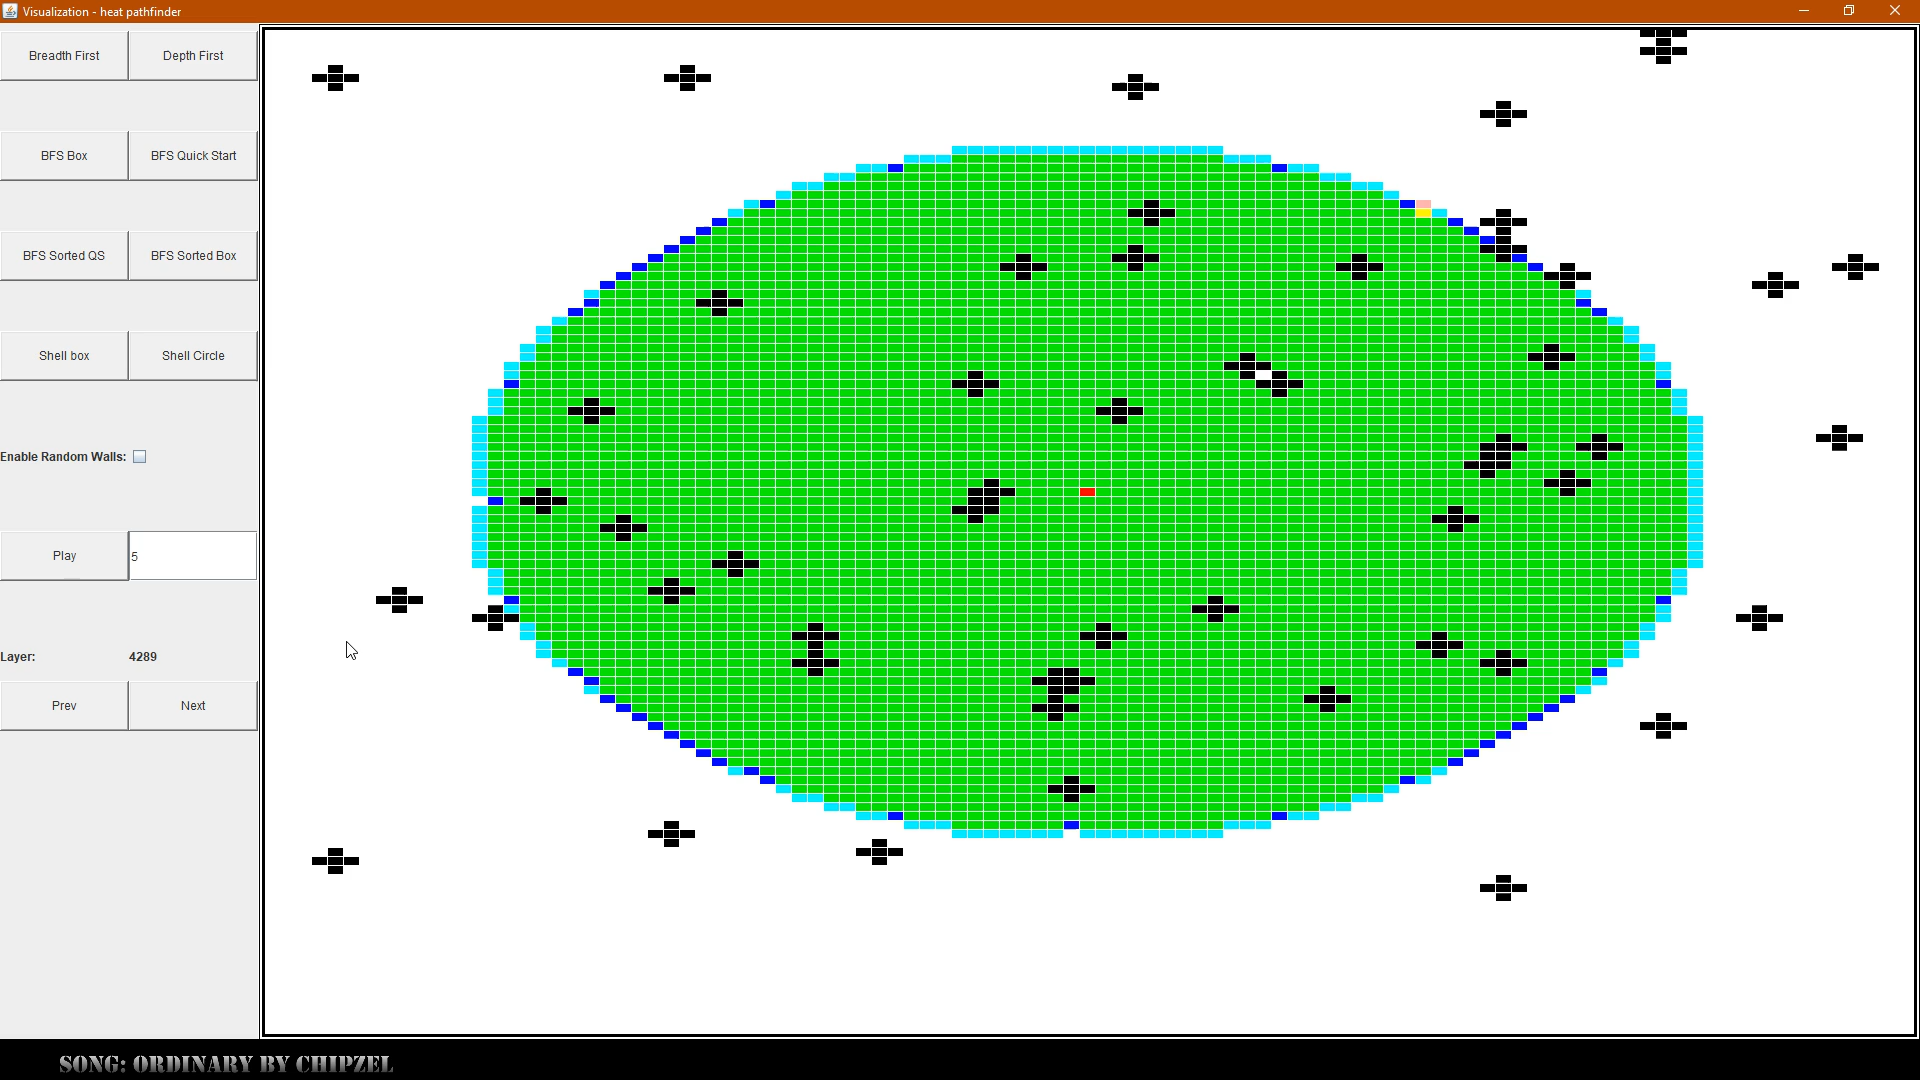 Visualization - heat pathfinder
Breadth First
Depth First
BFS Box
BFS Quick Start
BFS Sorted QS
BFS Sorted Box
Shell box
Shell Circle
Enable Random Walls:
Play
5
Layer:
4289
Prev
Next
SONG: ORDINARY BY CHIPZEL